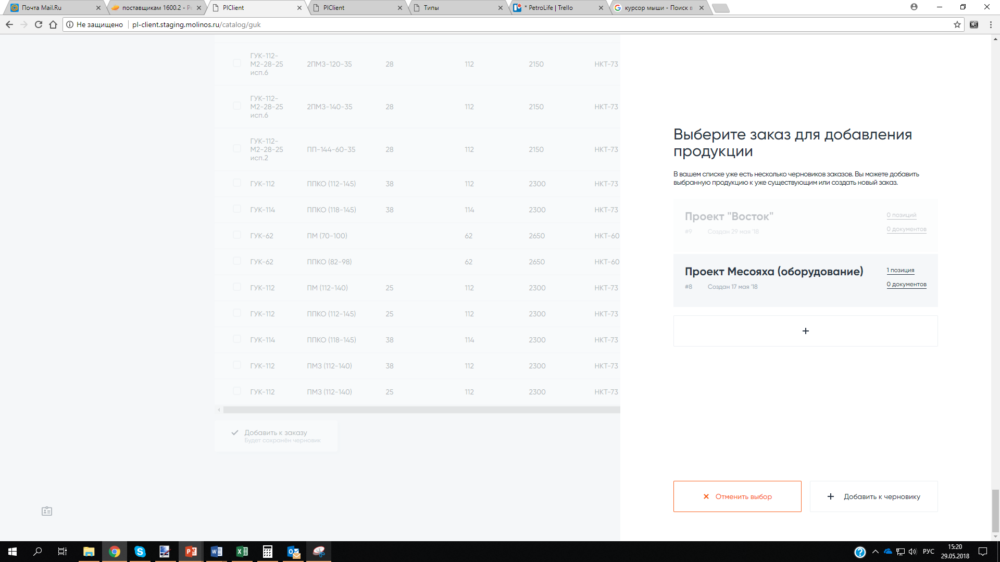 Почта Mail.Ru
поставщикам 1600.2 - Ре
PlClient
PlClient
Типы
* PetroLife | Trello
курсор мыши - Поиск в
Не защищено
pl-client.staging.molinos.ru/catalog/guk
ГУК-112-
М2-28-25
исп.6
2ПМЗ-120-35
28
112
2150
НКТ-73
ГУК-112-
М2-28-25
исп.6
2ПМЗ-140-35
28
112
2150
НКТ-73
ГУК-112-
М2-28-25
исп.2
ПП-144-60-35
28
112
2150
НКТ-73
ГУК-112 ППКО (112-145) 38 112 2300 НКТ-73
ГУК-114 ППКО (118-145) 38 114 2300 НКТ-73
ГУК-62 ПМ (70-100) 62 2650 НКТ-60
ГУК-62 ППКО (82-98) 62 2650 НКТ-60
ГУК-112 ПМ (112-140) 25 112 2300 НКТ-73
ГУК-112 ППКО (112-145) 25 112 2300 НКТ-73
ГУК-114 ППКО (118-145) 38 114 2300 НКТ-73
ГУК-112 ПМЗ (112-140) 38 112 2300 НКТ-73
ГУК-112 ПМЗ (112-140) 25 112 2300 НКТ-73
Добавить к заказу
Будет сохранён черновик
Выберите заказ для добавления
продукции
В вашем списке уже есть несколько черновиков заказов. Вы можете добавить
выбранную продукцию к уже существующим или создать новый заказ.
Проект "Восток"
0 позиций
#9 Создан 29 мая '18
0 документов
Проект Месояха (оборудование)
1 позиция
#8 Создан 17 мая '18
0 документов
+
Отменить выбор
+ Добавить к черновику
РУС
15:20
29.05.2018